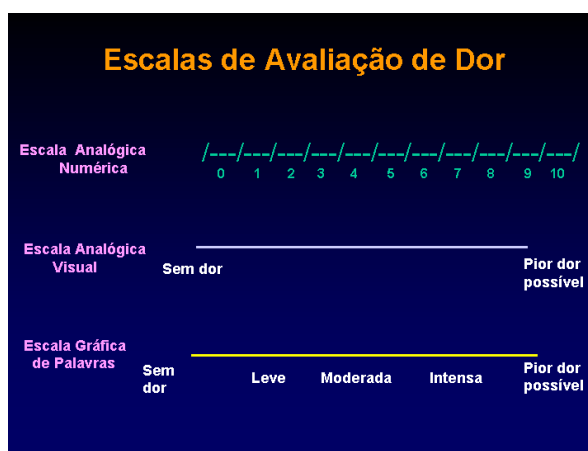 Escalas de Avaliação de Dor
Escala Analógica
Numérica
/---/---/---/---/---/---/---/---/---/---/---/
0 1 2 3 4 5 6 7 8 9 10
Escala Analógica
Visual
Sem dor
Pior dor
possível
Escala Gráfica
de Palavras
Sem
dor
Leve
Moderada
Intensa
Pior dor
possível